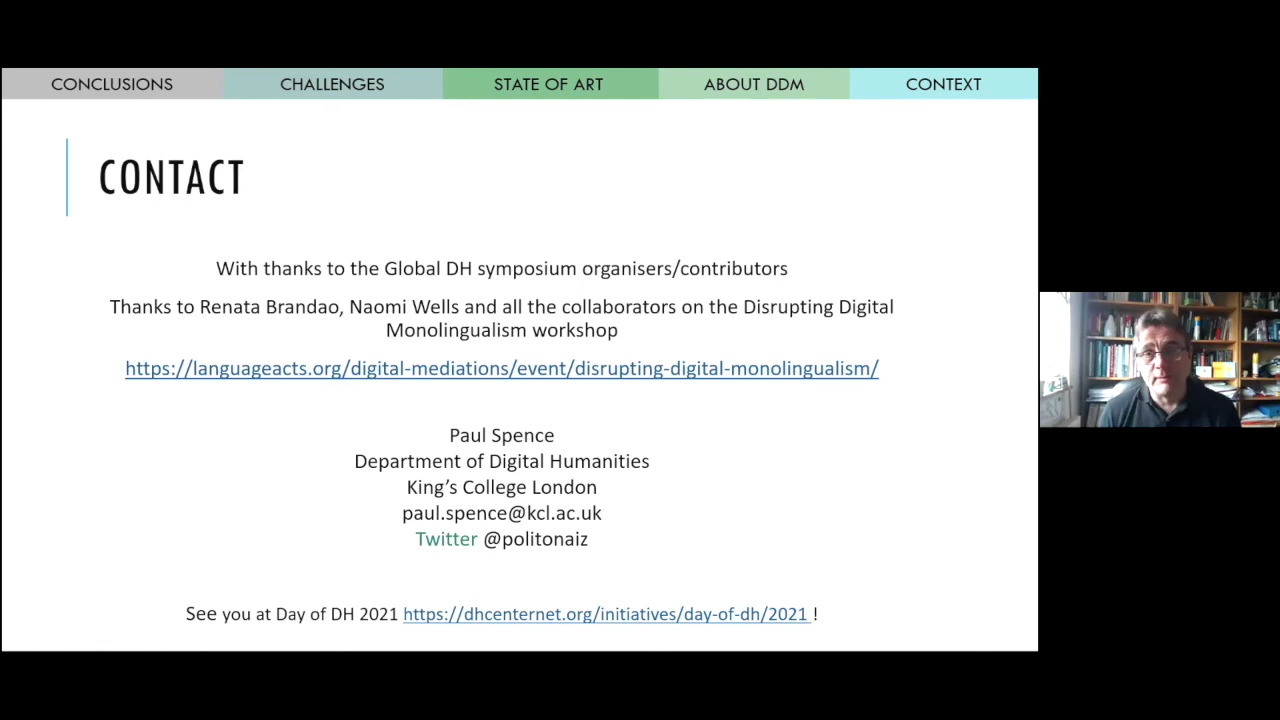 CONCLUSIONS CHALLENGES STATE OF ART ABOUT DDM CONTEXT
CONTACT
With thanks to the Global DH symposium organisers/contributors
Thanks to Renata Brandao, Naomi Wells and all the collaborators on the Disrupting Digital
Monolingualism workshop
https://languageacts.org/digital-mediations/event/disrupting-digital-monolingualism/
Paul Spence
Department of Digital Humanities
King’s College London
paul.spence@kcl.ac.uk
Twitter @politonaiz
See you at Day of DH 2021 https://dhcenternet.org/initiatives/day-of-dh/2021 !